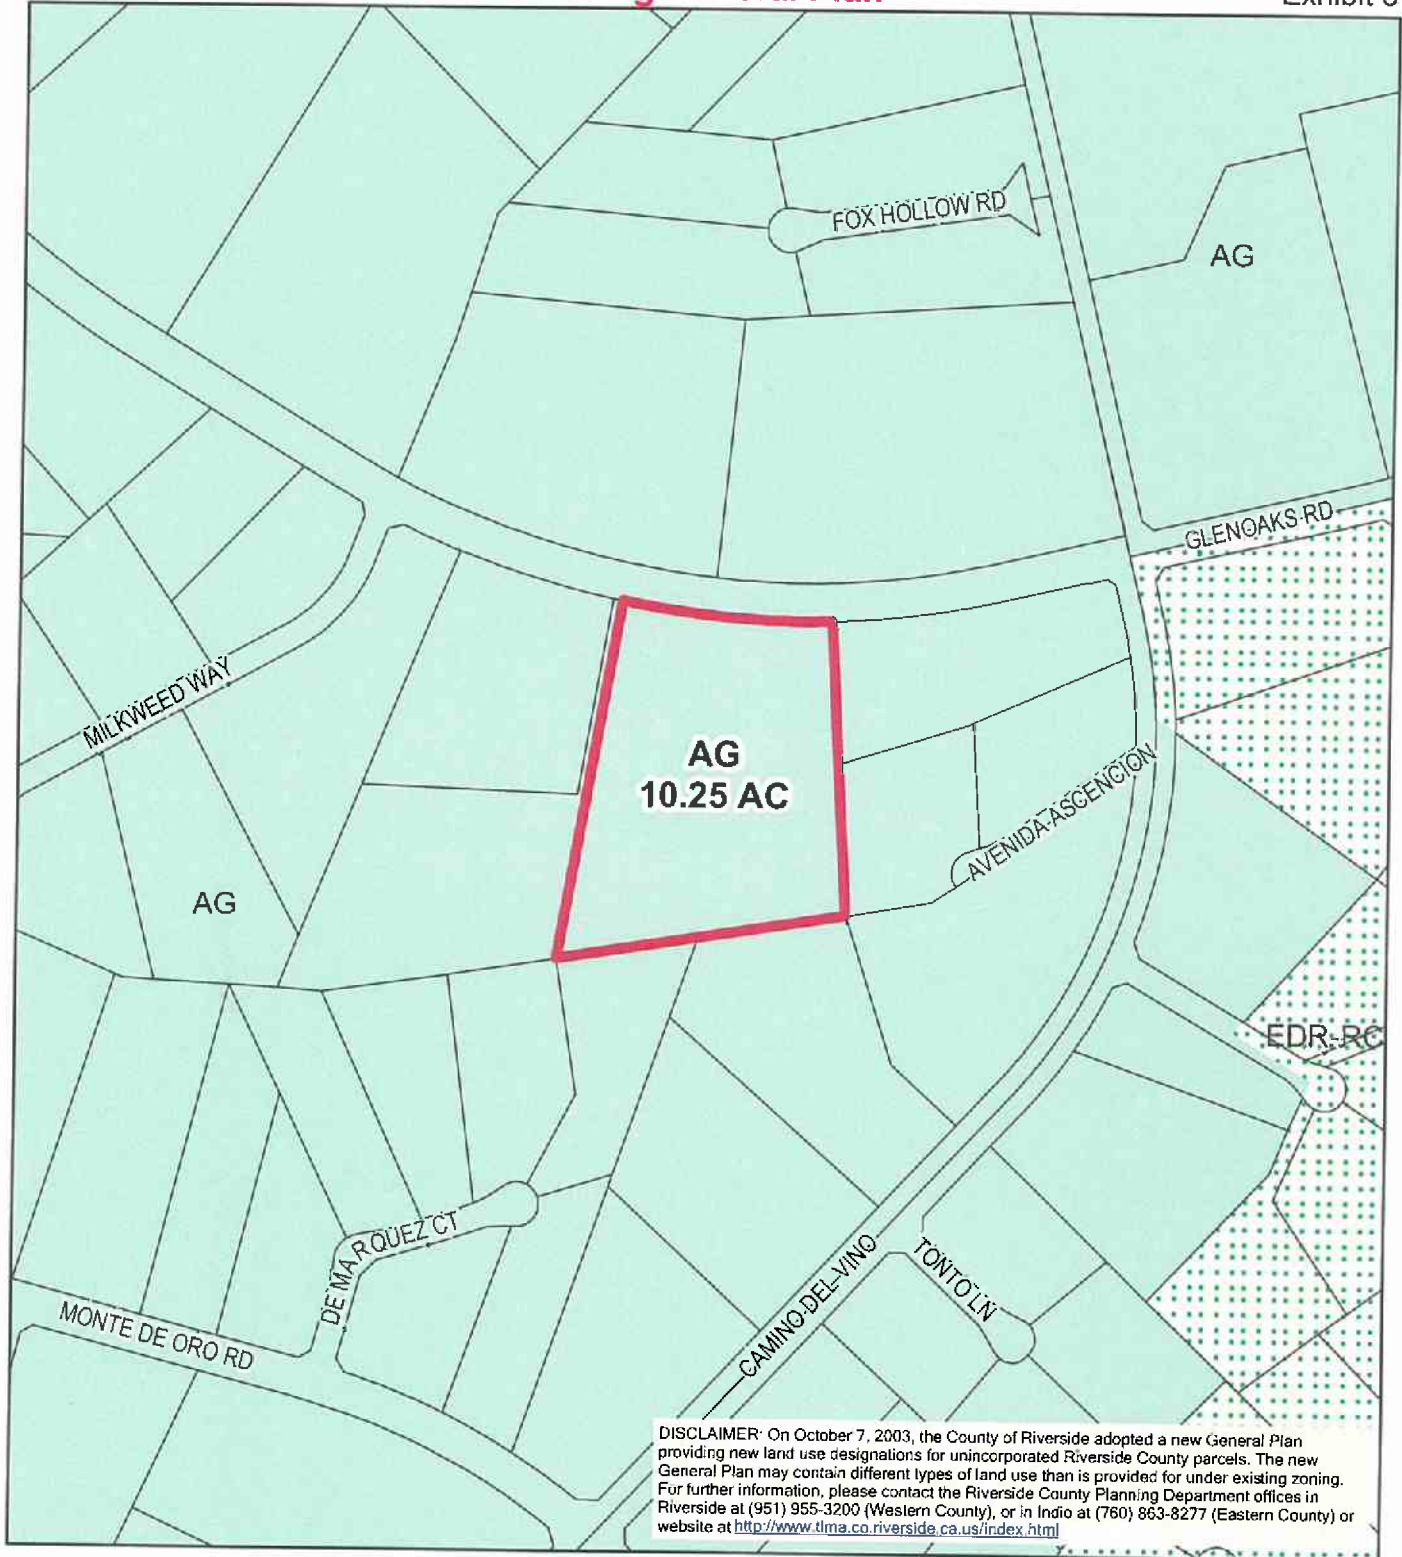 FOX HOLLOW RD
AG
GLENOAKS RD
MILKWEED WAY
AG
10.25 AC
AVENIDA ASCENCION
AG
EDR-RC
DE MARQUEZ CT
MONTE DE ORO RD
CAMINO DEL VINO
TONTO LN
DISCLAIMER: On October 7, 2003, the County of Riverside adopted a new General Plan
providing new land use designations for unincorporated Riverside County parcels. The new
General Plan may contain different types of land use than is provided for under existing zoning.
For further information, please contact the Riverside County Planning Department offices in
Riverside at (951) 955-3200 (Western County), or in Indio at (760) 863-8277 (Eastern County) or
website at http://www.tlma.co.riverside.ca.us/index.html